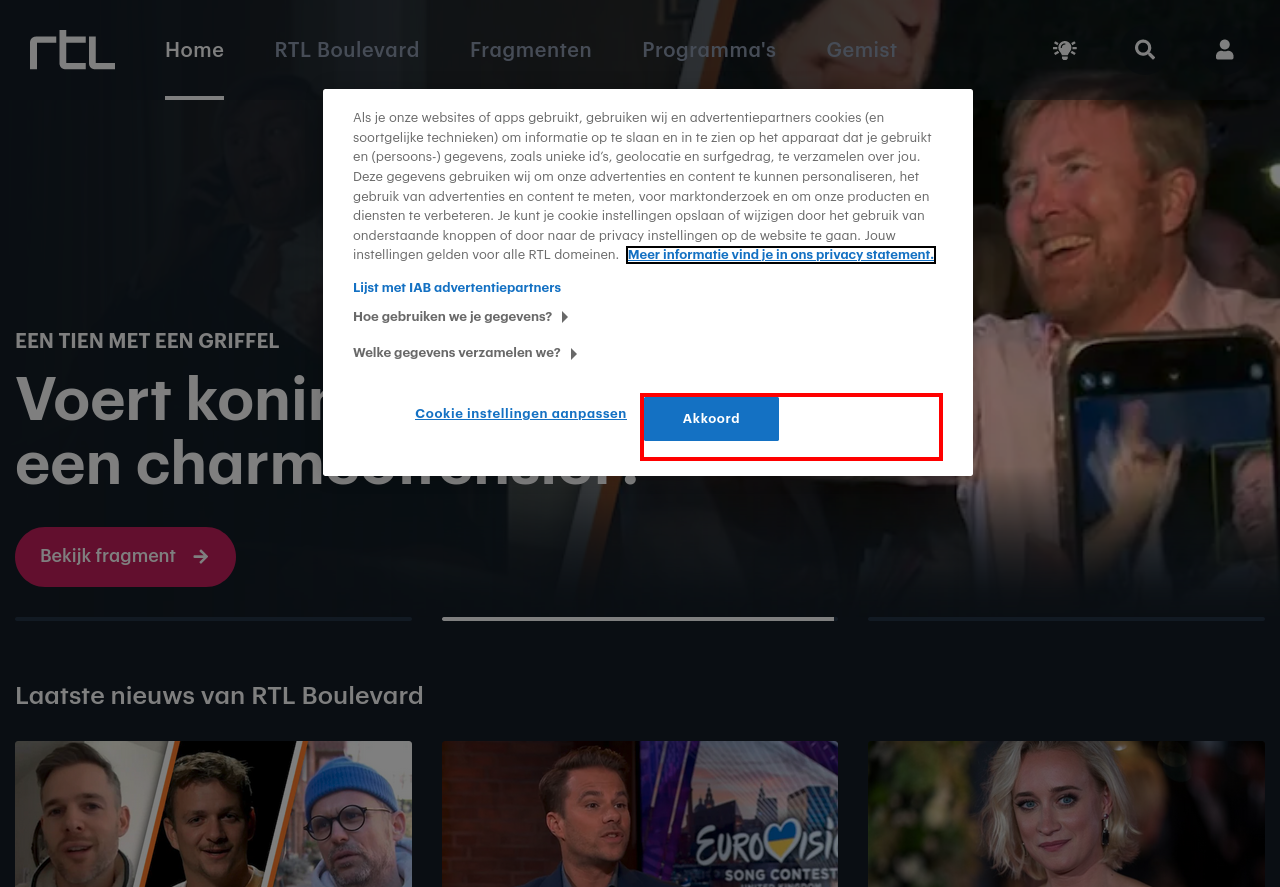 rtl
Home
RTL Boulevard
Fragmenten
Programma's
Gemist
Als je onze websites of apps gebruikt, gebruiken wij en advertentiepartners cookies (en
soortgelijke technieken) om informatie op te slaan en in te zien op het apparaat dat je gebruikt
en (persoons-) gegevens, zoals unieke id's, geolocatie en surfgedrag, te verzamelen over jou.
Deze gegevens gebruiken wij om onze advertenties en content te kunnen personaliseren, het
gebruik van advertenties en content te meten, voor marktonderzoek en om onze producten en
diensten te verbeteren. Je kunt je cookie instellingen opslaan of wijzigen door het gebruik van
onderstaande knoppen of door naar de privacy instellingen op de website te gaan. Jouw
instellingen gelden voor alle RTL domeinen. Meer informatie vind je in ons privacy statement.
Lijst met IAB advertentiepartners
Hoe gebruiken we je gegevens?
Welke gegevens verzamelen we?
Cookie instellingen aanpassen
Akkoord
EEN TIEN MET EEN GRIFFEL
Voert
een
Bekijk fragment
Laatste nieuws van RTL Boulevard
EUROVISION
SONG CONTEST